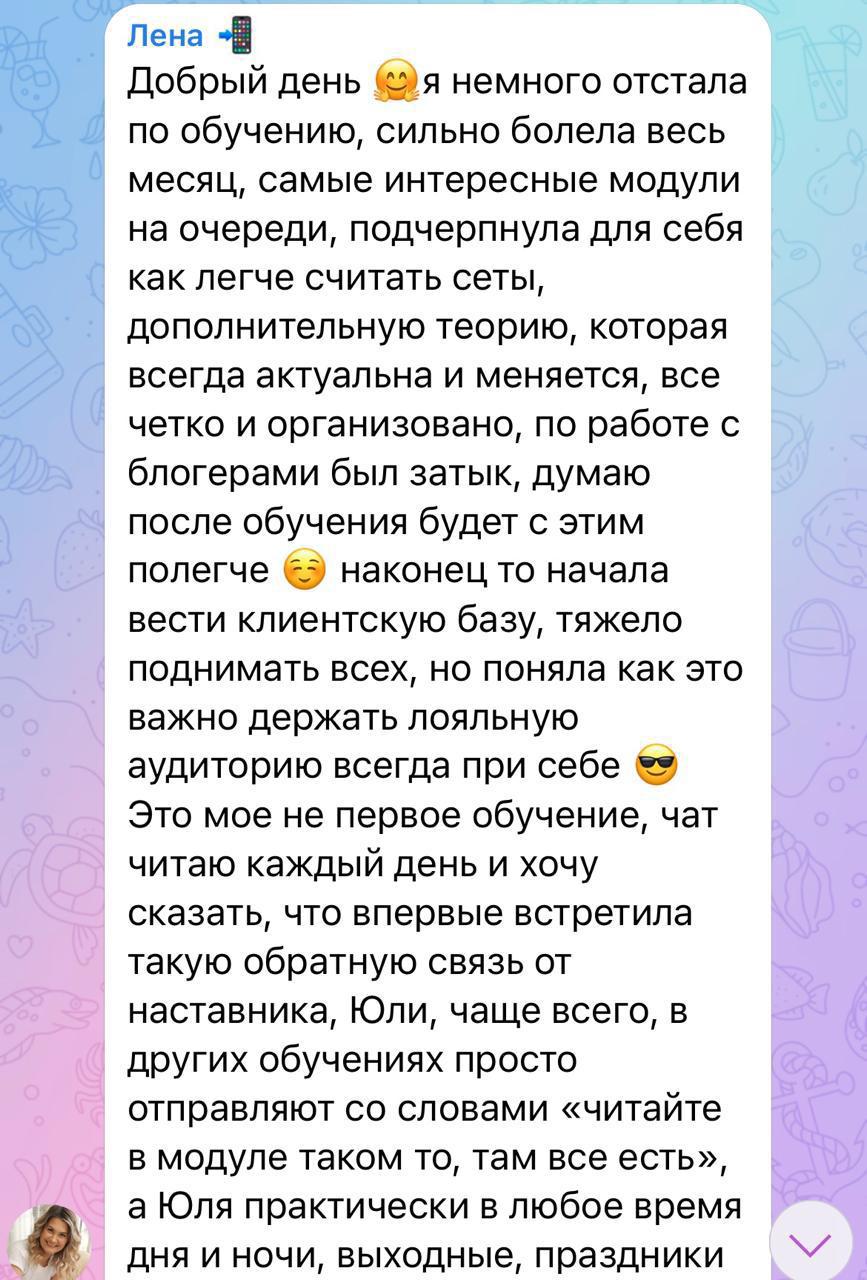 Лена 📲
Добрый день 🤗я немного отстала
по обучению, сильно болела весь
месяц, самые интересные модули
на очереди, подчерпнула для себя
как легче считать сеты,
дополнительную теорию, которая
всегда актуальна и меняется, все
четко и организовано, по работе с
блогерами был затык, думаю
после обучения будет с этим
полегче ☺️ наконец то начала
вести клиентскую базу, тяжело
поднимать всех, но поняла как это
важно держать лояльную
аудиторию всегда при себе 😎
Это мое не первое обучение, чат
читаю каждый день и хочу
сказать, что впервые встретила
такую обратную связь от
наставника, Юли, чаще всего, в
других обучениях просто
отправляют со словами «читайте
в модуле таком то, там все есть»,
а Юля практически в любое время
дня и ночи, выходные, праздники